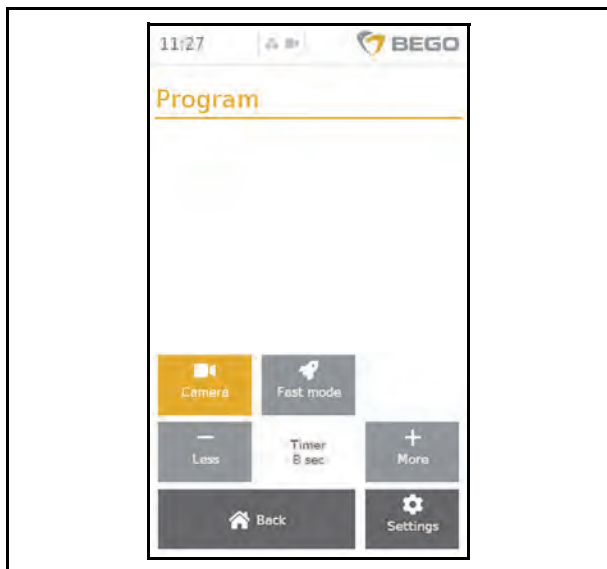 11:27
BEGO
Program
Camera
Fast mode
Less
Timer
8 sec
More
Back
Settings